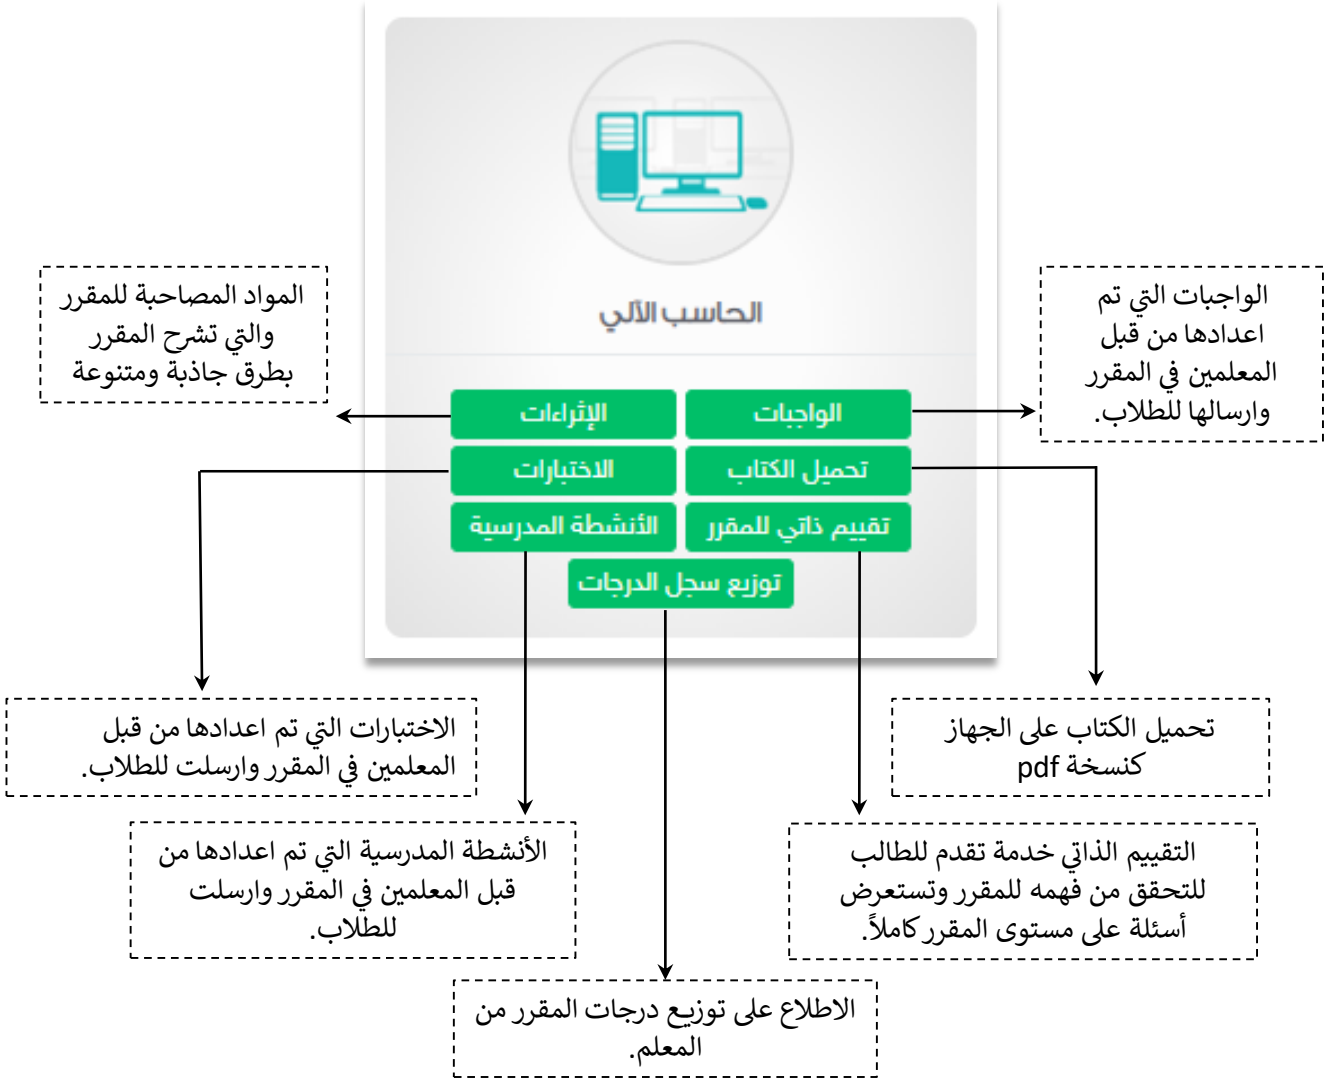 المواد المصاحبة للمقرر
والتي تشرح المقرر
بطرق جاذبة ومتنوعة
الواجبات التي تم
اعدادها من قبل
المعلمين في المقرر
وارسالها للطلاب.
الحاسب الآلي
الواجبات
الإثراءات
تحميل الكتاب
الاختبارات
تقييم ذاتي للمقرر
الأنشطة المدرسية
توزيع سجل الدرجات
تحميل الكتاب على الجهاز
كنسخة pdf
الاختبارات التي تم اعدادها من قبل
المعلمين في المقرر وارسلت للطلاب.
التقييم الذاتي خدمة تقدم للطالب
للتحقق من فهمه للمقرر وتستعرض
أسئلة على مستوى المقرر كاملاً.
الأنشطة المدرسية التي تم اعدادها من
قبل المعلمين في المقرر وارسلت
للطلاب.
الاطلاع على توزيع درجات المقرر من
المعلم.